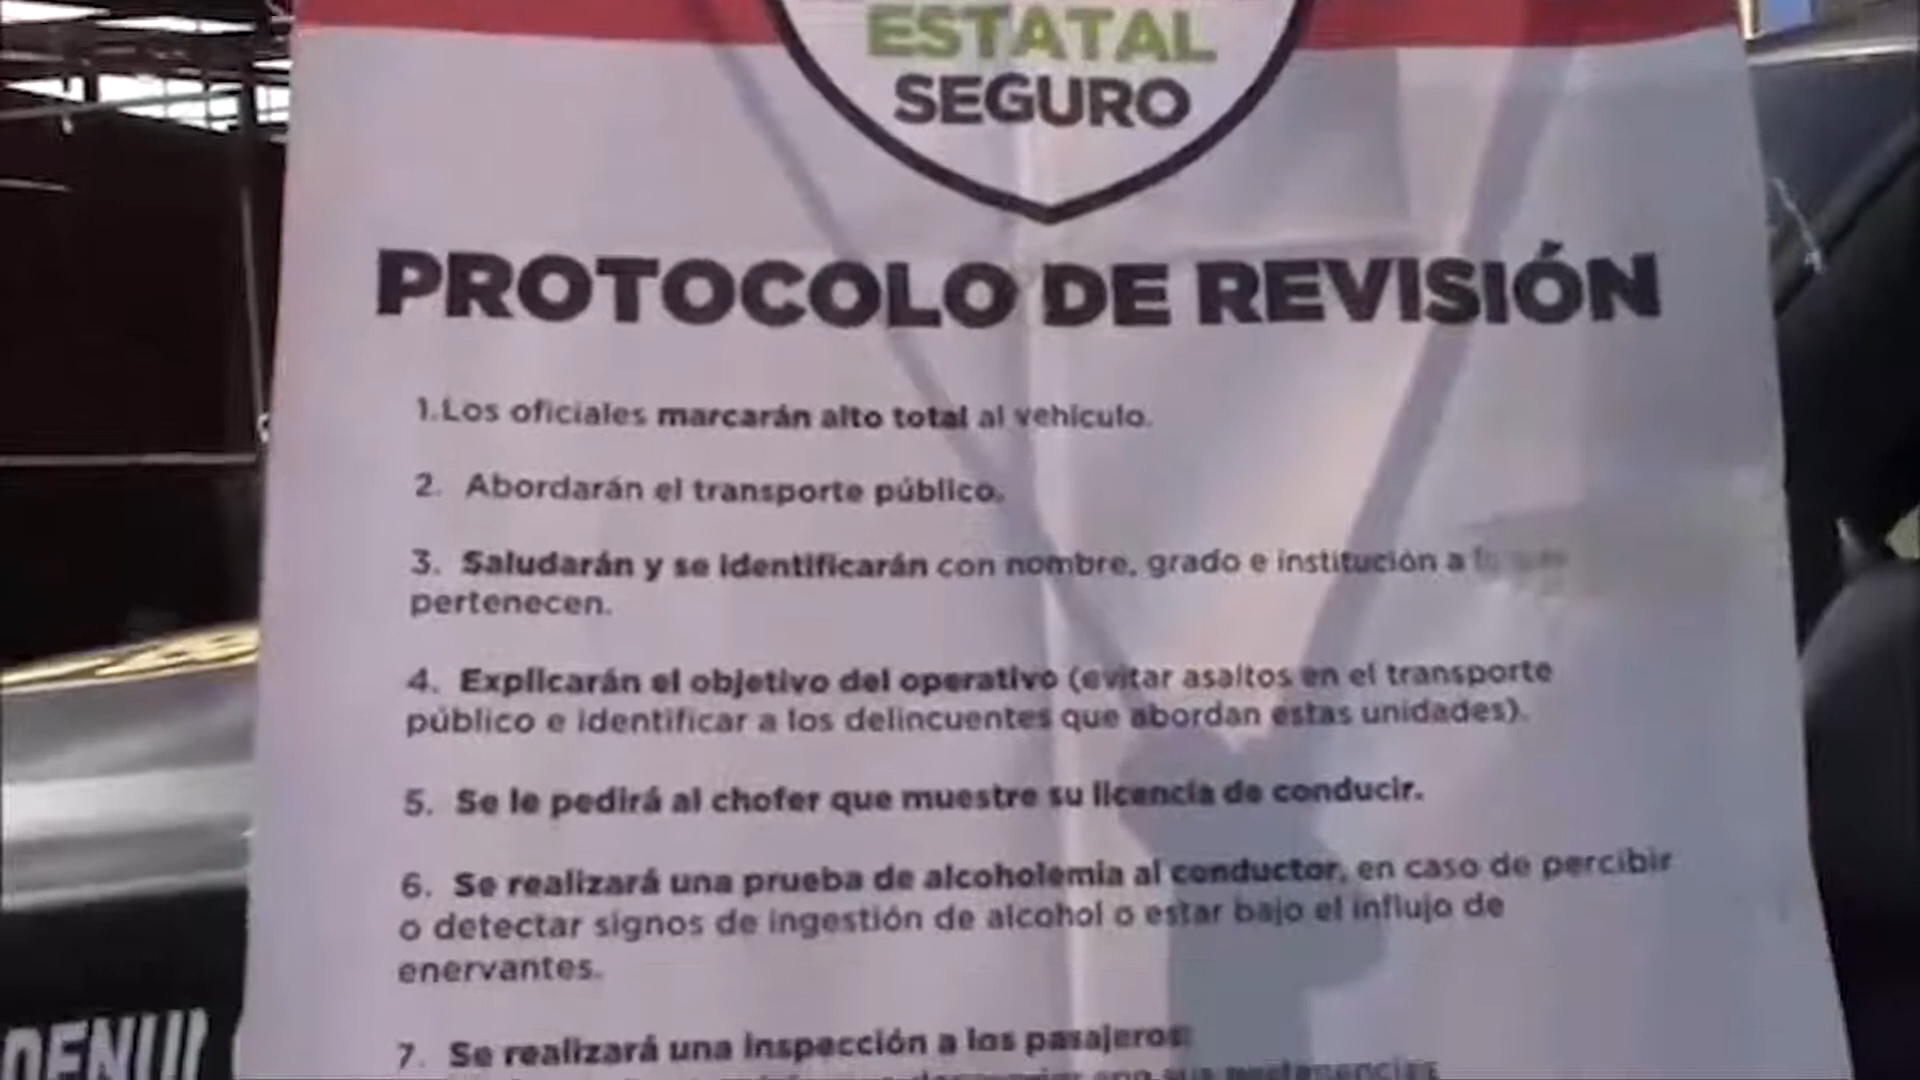 ESTATAL
SEGURO
PROTOCOLO DE REVISIÓN
1.Los oficiales marcarán alto total al vehículo.
2. Abordarán el transporte público.
3. Saludarán y se identificarán con nombre, grado e institución a
pertenecen.
4. Explicarán el objetivo del operativo (evitar asaltos en el transporte
público e identificar a los delincuentes que abordan estas unidades).
5. Se le pedirá al chofer que muestre su licencia de conducir.
6. Se realizará una prueba de alcoholemia al conductor, en caso de percibir
o detectar signos de ingestión de alcohol o estar bajo el influjo de
enervantes.
7. Se realizará una inspección a los pasajeros: